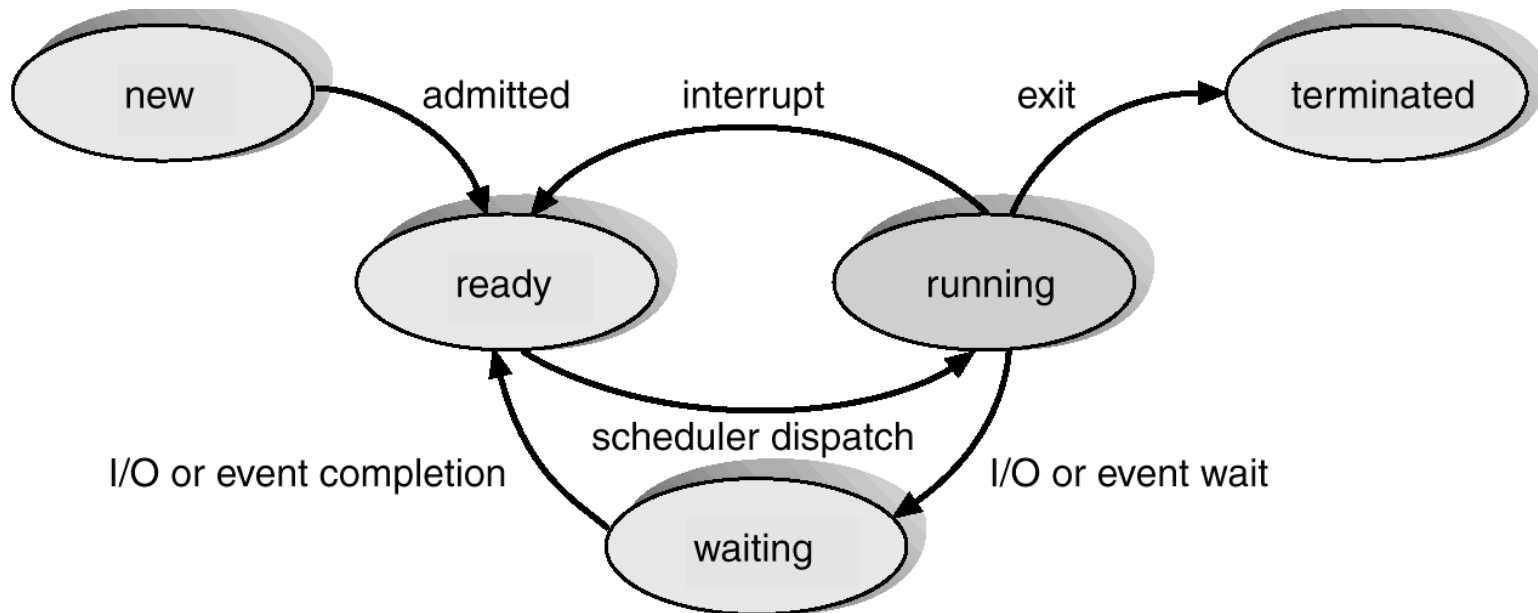 new
admitted
interrupt
exit
terminated
ready
running
scheduler dispatch
I/O or event completion
I/O or event wait
waiting